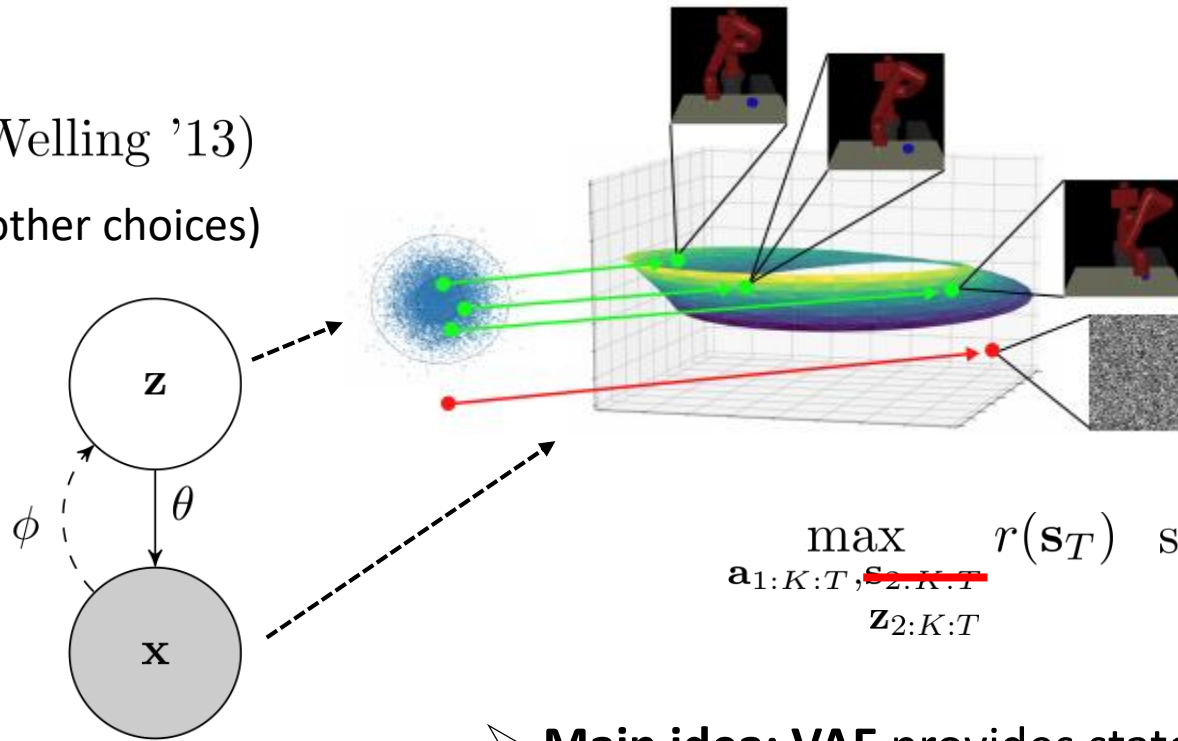 Welling '13)
other choices)
z
ϕ
θ
x
max r(s_T) s
a_{1:K:T}, s_{2:K:T}
z_{2:K:T}
➢ Main idea: VAE provides state